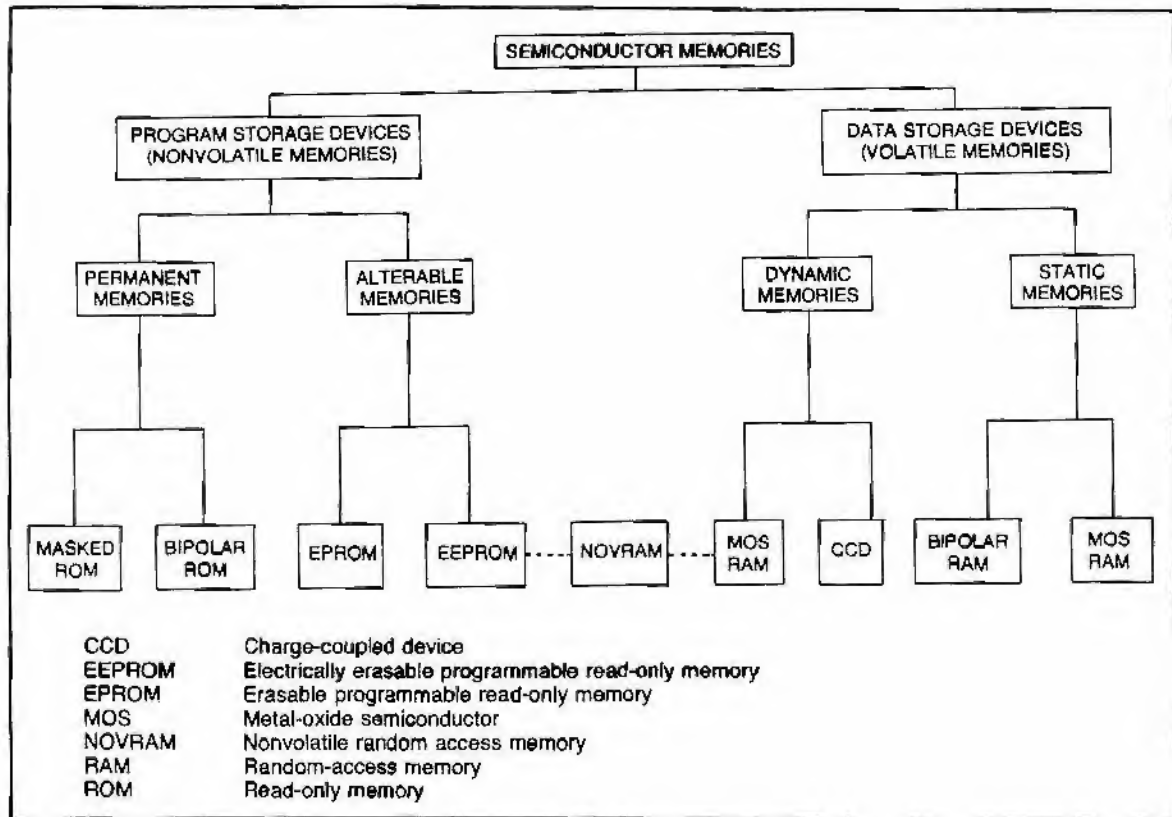 SEMICONDUCTOR MEMORIES
PROGRAM STORAGE DEVICES
(NONVOLATILE MEMORIES)
DATA STORAGE DEVICES
(VOLATILE MEMORIES)
PERMANENT
MEMORIES
ALTERABLE
MEMORIES
DYNAMIC
MEMORIES
STATIC
MEMORIES
MASKED
ROM
BIPOLAR
ROM
EPROM
EEPROM
NOVRAM
MOS
RAM
CCD
BIPOLAR
RAM
MOS
RAM
CCD Charge-coupled device
EEPROM Electrically erasable programmable read-only memory
EPROM Erasable programmable read-only memory
MOS Metal-oxide semiconductor
NOVRAM Nonvolatile random access memory
RAM Random-access memory
ROM Read-only memory